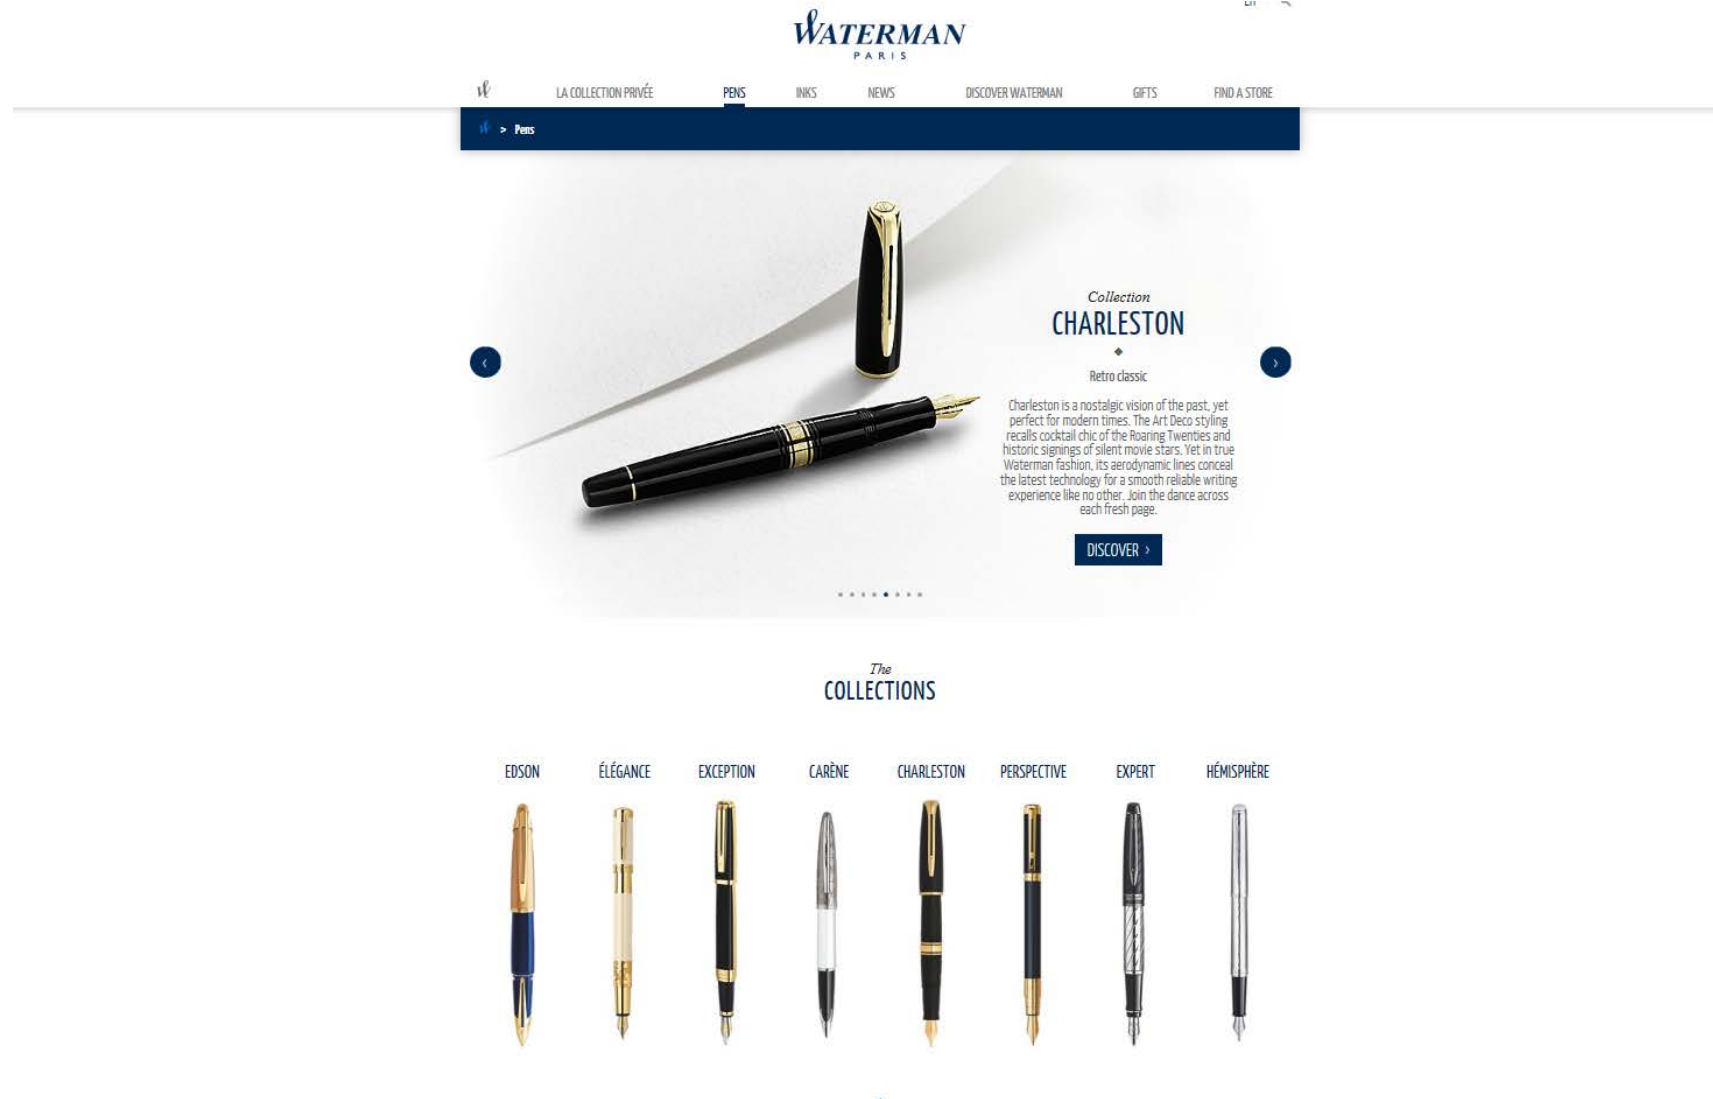 WATERMAN
PARIS
LA COLLECTION PRIVÉE PENS INKS NEWS DISCOVER WATERMAN GIFTS FIND A STORE
> Pens
Collection
CHARLESTON
Retro classic
Charleston is a nostalgic vision of the past, yet
perfect for modern times. The Art Deco styling
recalls cocktail chic of the Roaring Twenties and
historic signings of silent movie stars. Yet in true
Waterman fashion, its aerodynamic lines conceal
the latest technology for a smooth reliable writing
experience like no other. Join the dance across
each fresh page.
DISCOVER >
The
COLLECTIONS
EDSON ÉLÉGANCE EXCEPTION CARÈNE CHARLESTON PERSPECTIVE EXPERT HÉMISPHÈRE